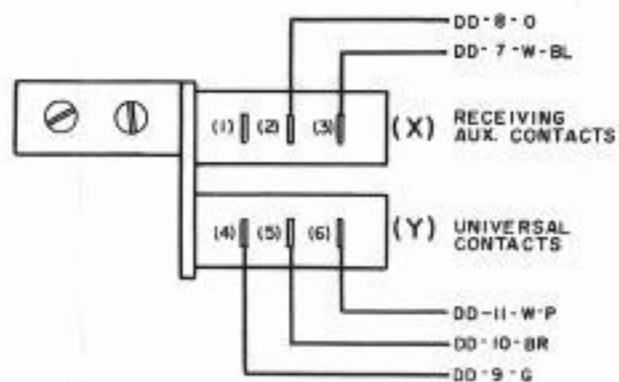 DD-8-O
DD-7-W-BL
(1) (2) (3) (X) RECEIVING
AUX. CONTACTS
(4) (5) (6) (Y) UNIVERSAL
CONTACTS
DD-11-W-P
DD-10-BR
DD-9-G